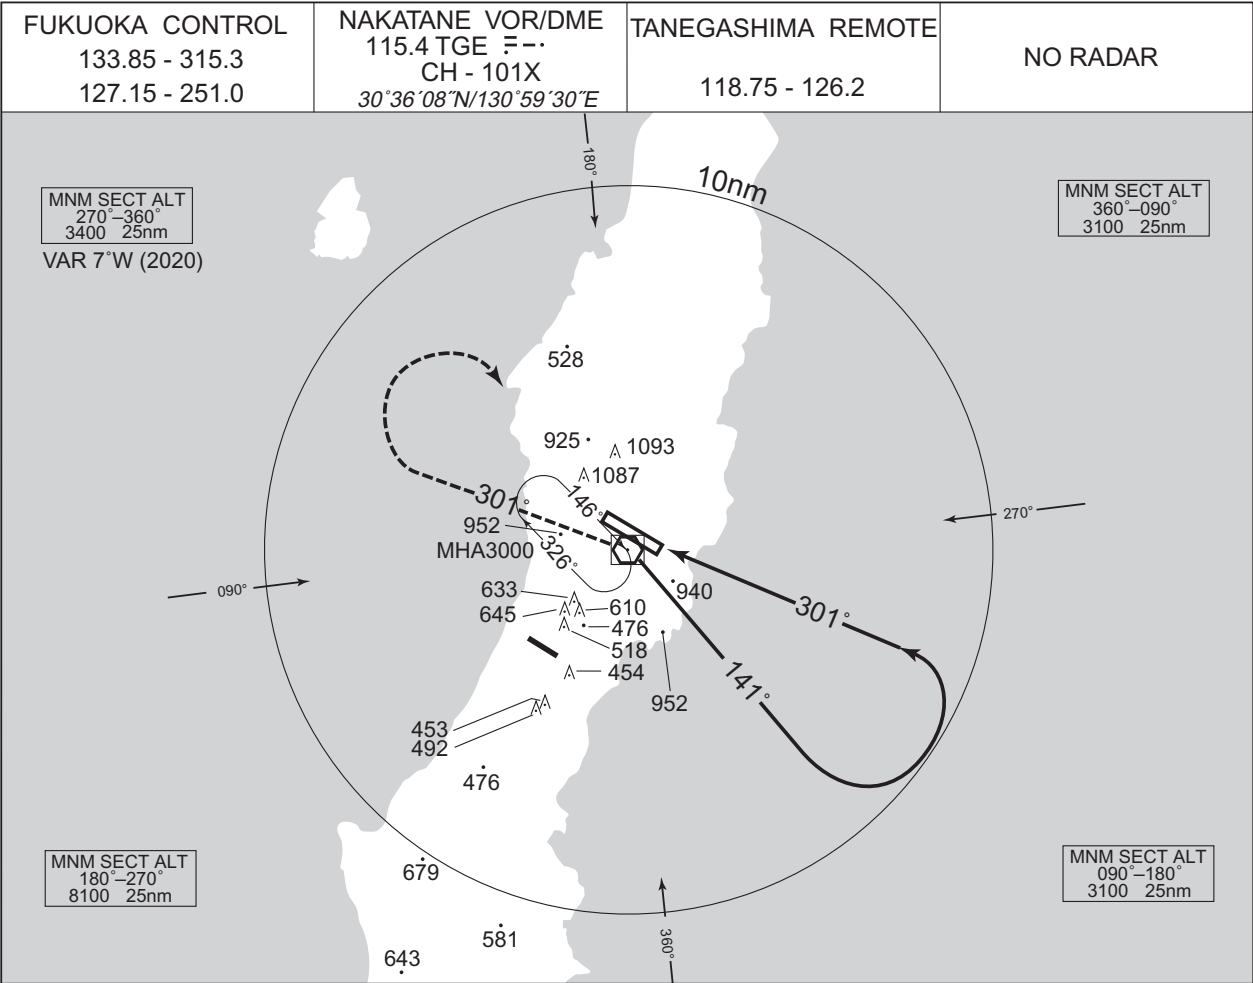 FUKUOKA CONTROL
133.85 - 315.3
127.15 - 251.0
NAKATANE VOR/DME
115.4 TGE
CH - 101X
30°36´08˝N/130°59´30˝E
TANEGASHIMA REMOTE
118.75 - 126.2
NO RADAR
180°
10nm
MNM SECT ALT
270°–360°
3400 25nm
VAR 7°W (2020)
MNM SECT ALT
360°–090°
3100 25nm
528
925
1093
1087
301°
146°
952
MHA3000
326°
270°
090°
940
633
645
610
476
518
454
301°
141°
952
453
492
476
679
MNM SECT ALT
180°–270°
8100 25nm
MNM SECT ALT
090°–180°
3100 25nm
581
643
360°